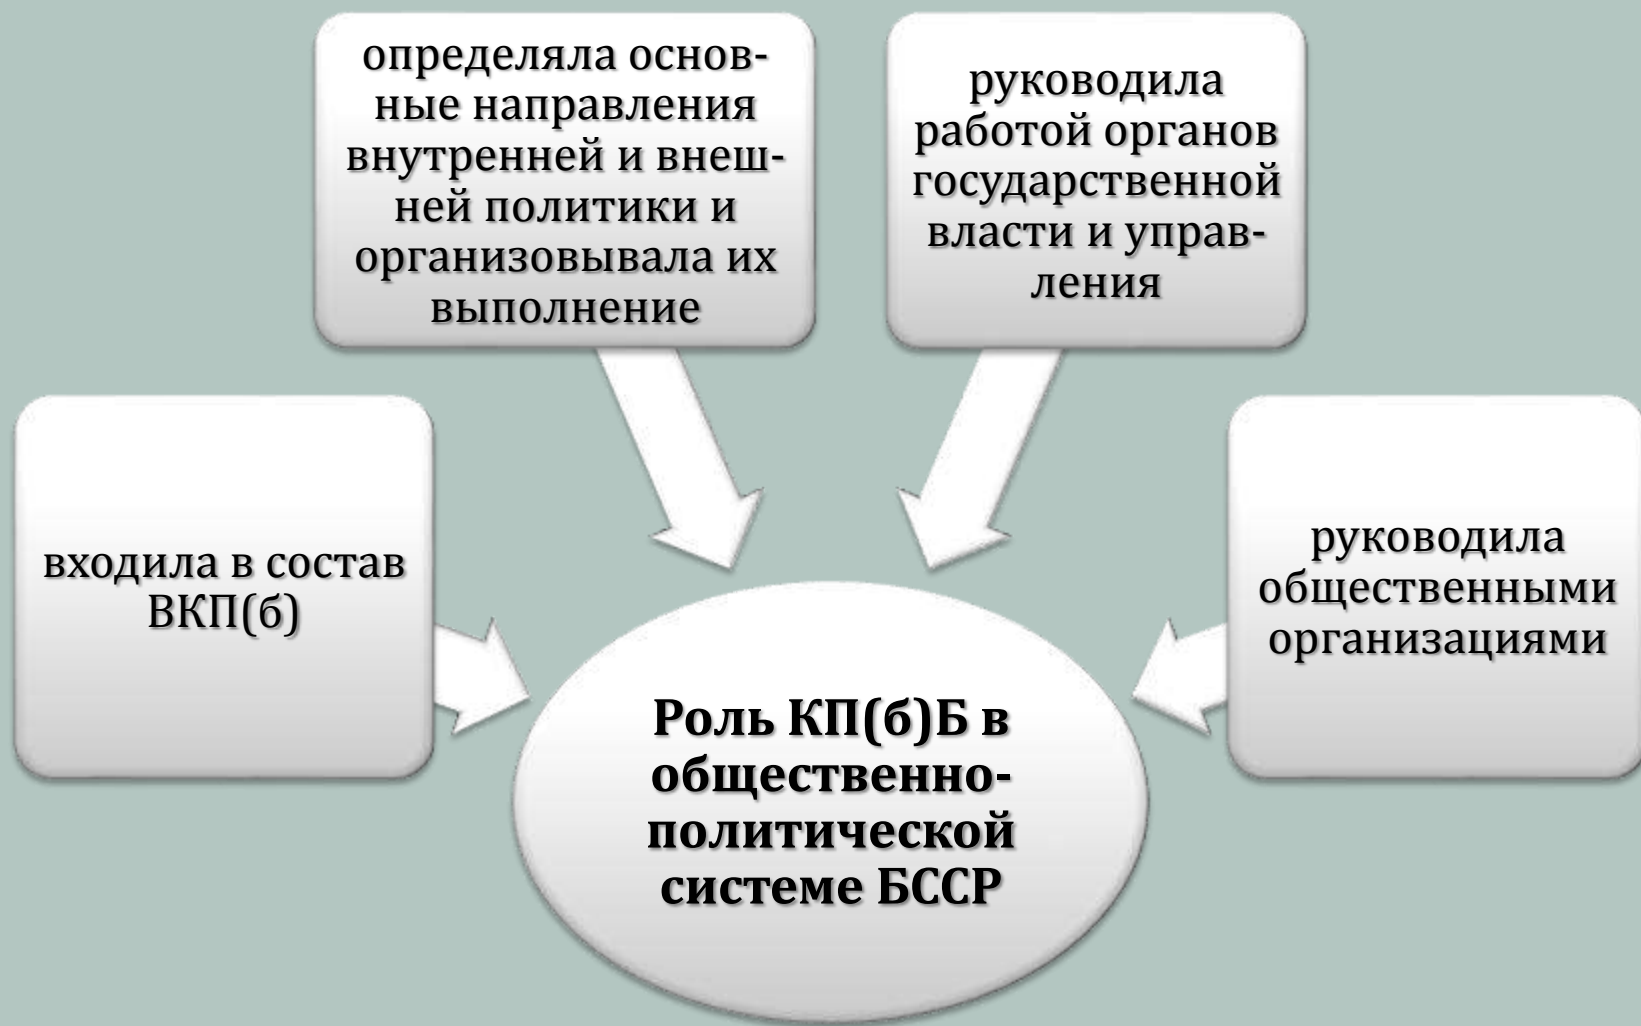 определяла основ-
ные направления
внутренней и внеш-
ней политики и
организовывала их
выполнение
руководила
работой органов
государственной
власти и управ-
ления
входила в состав
ВКП(б)
руководила
общественными
организациями
Роль КП(б)Б в
общественно-
политической
системе БССР